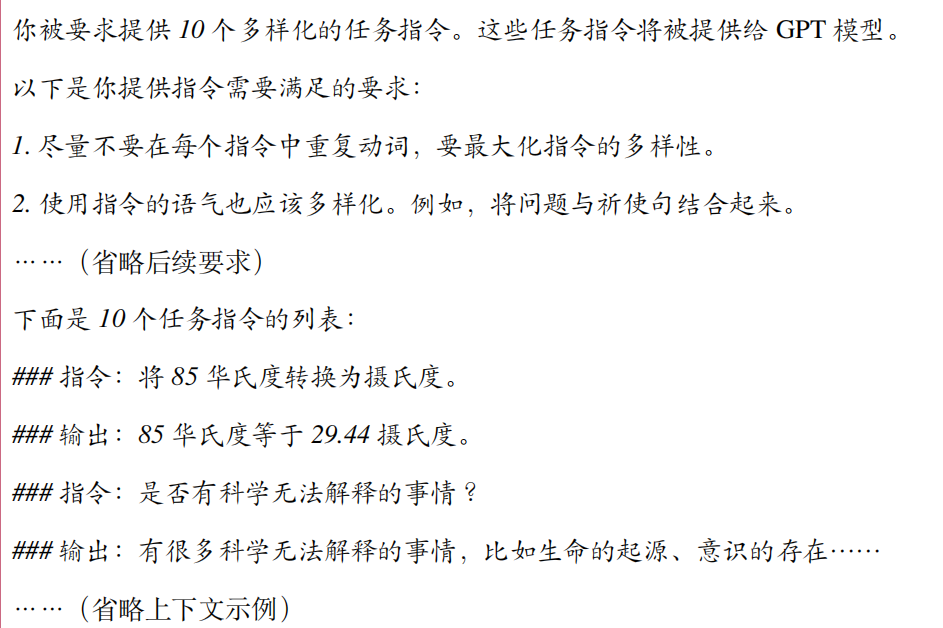 你被要求提供 10 个多样化的任务指令。这些任务指令将被提供给 GPT 模型。
以下是你提供指令需要满足的要求：
1. 尽量不要在每个指令中重复动词，要最大化指令的多样性。
2. 使用指令的语气也应该多样化。例如，将问题与祈使句结合起来。
……（省略后续要求）
下面是 10 个任务指令的列表：
### 指令：将 85 华氏度转换为摄氏度。
### 输出：85 华氏度等于 29.44 摄氏度。
### 指令：是否有科学无法解释的事情？
### 输出：有很多科学无法解释的事情，比如生命的起源、意识的存在……
……（省略上下文示例）